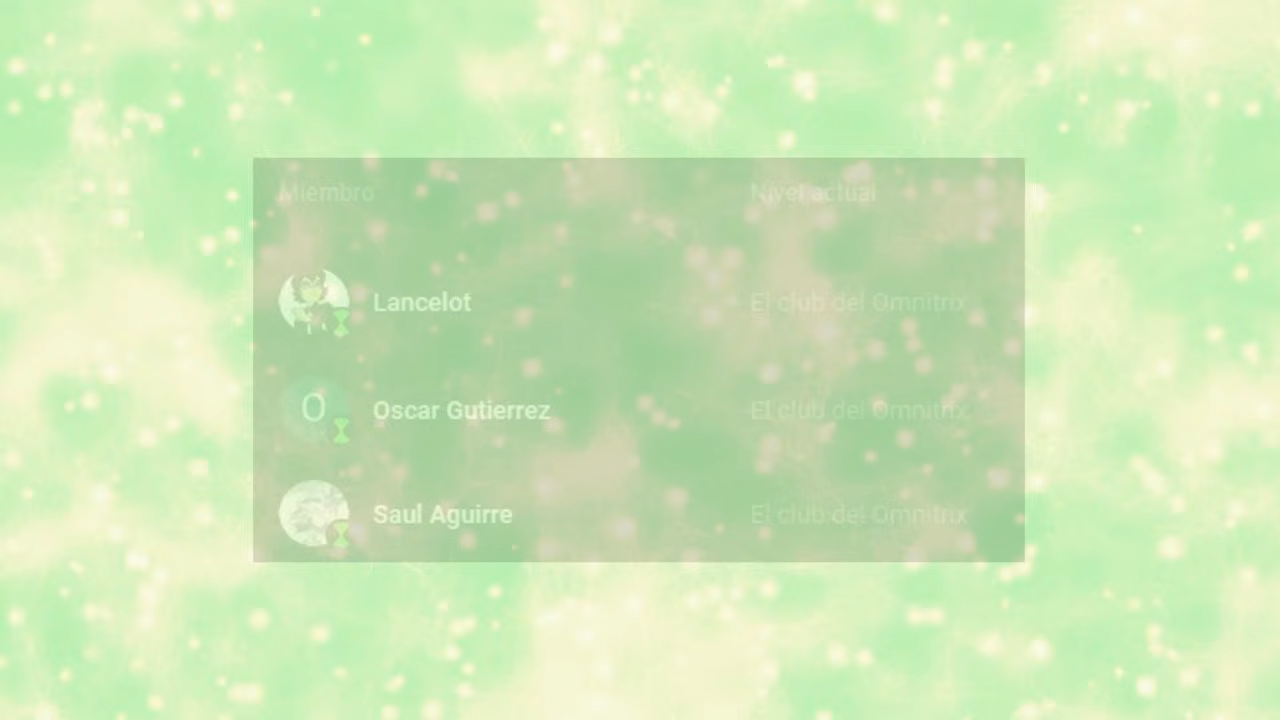 Miembro Nivel actual
Lancelot El club del Omnitrix
O Oscar Gutierrez El club del Omnitrix
Saul Aguirre El club del Omnitrix